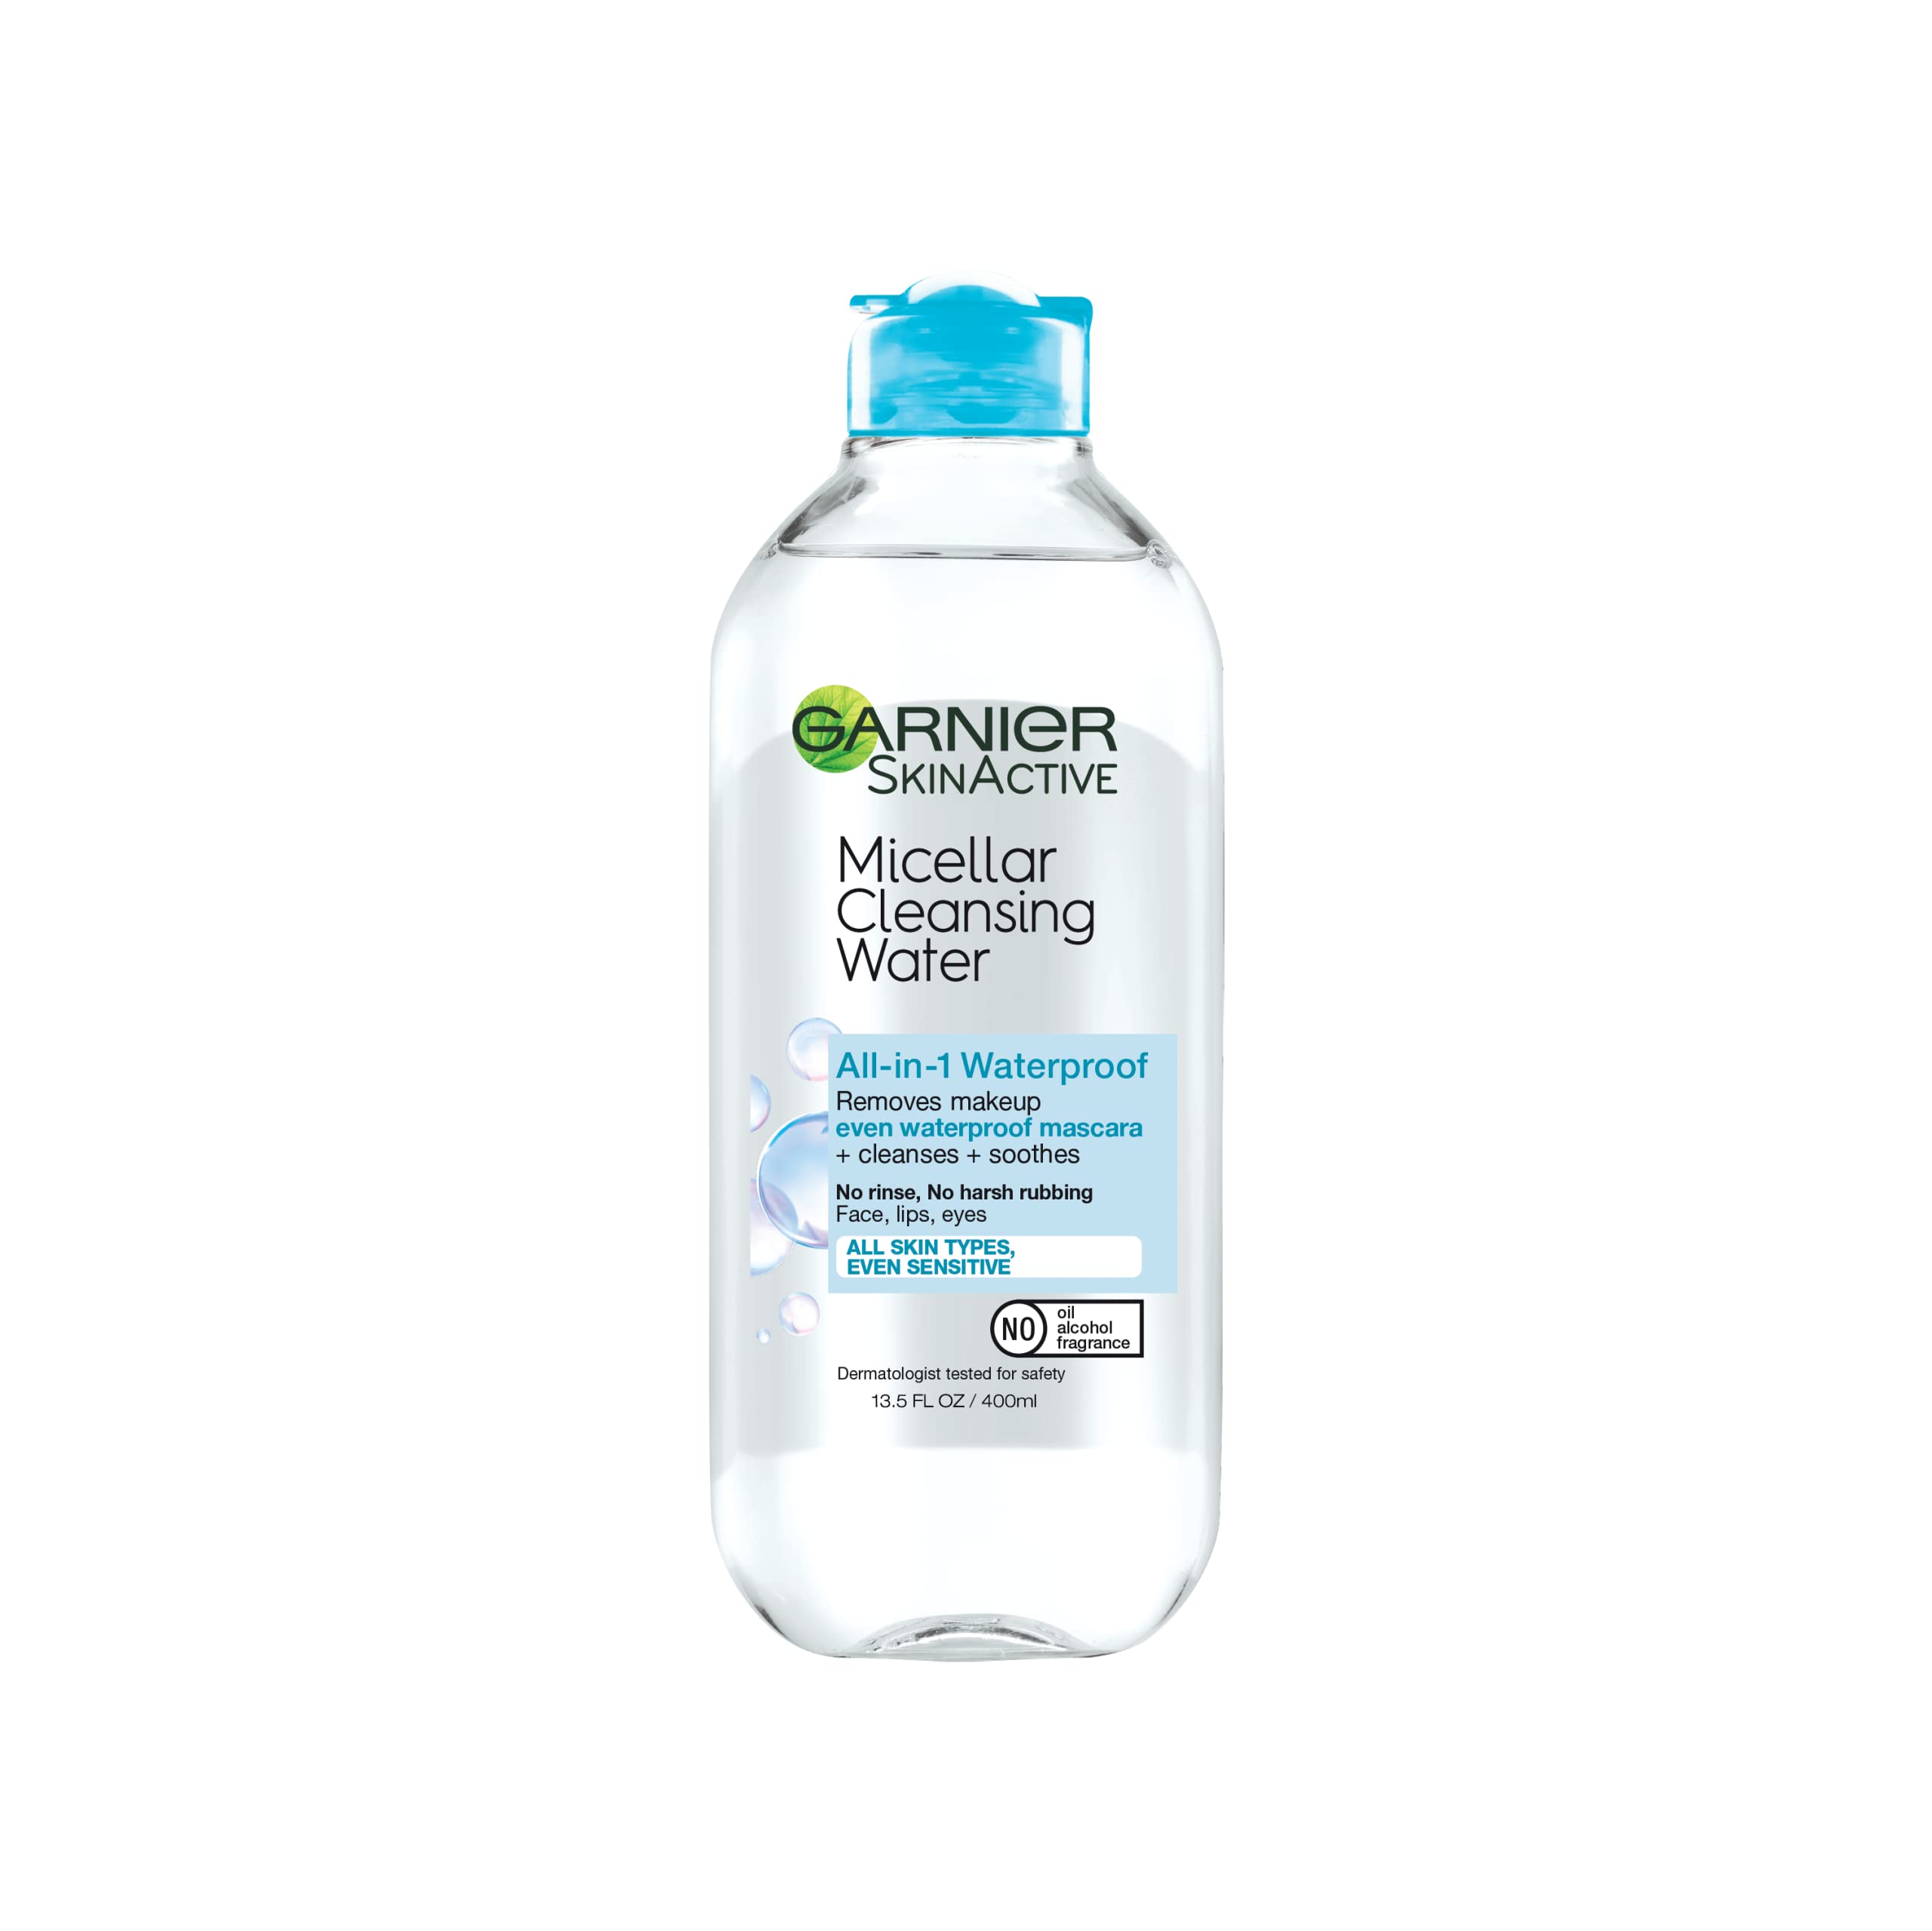 GARNIER
SKINACTIVE
Micellar
Cleansing
Water
All-in-1 Waterproof
Removes makeup
even waterproof mascara
+ cleanses + soothes
No rinse, No harsh rubbing
Face, lips, eyes
ALL SKIN TYPES,
EVEN SENSITIVE
NO
oil
alcohol
fragrance
Dermatologist tested for safety
13.5 FL OZ / 400ml